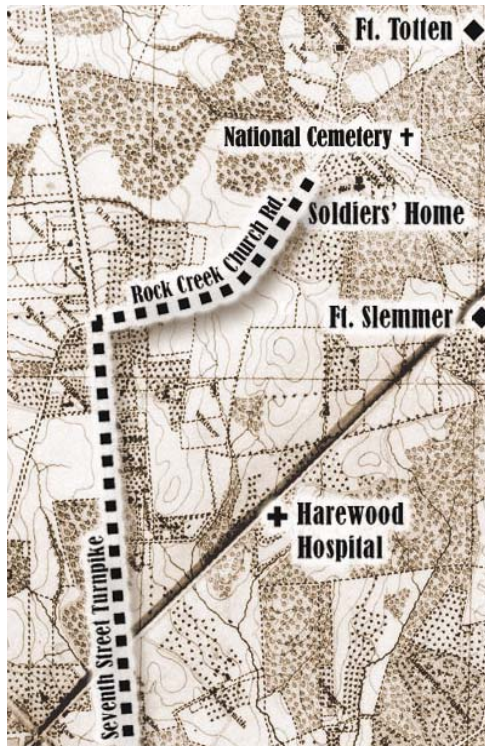 Ft. Totten
National Cemetery
Soldiers' Home
Rock Creek Church Rd.
Ft. Slemmer
Harewood
Hospital
Seventh Street Turnpike